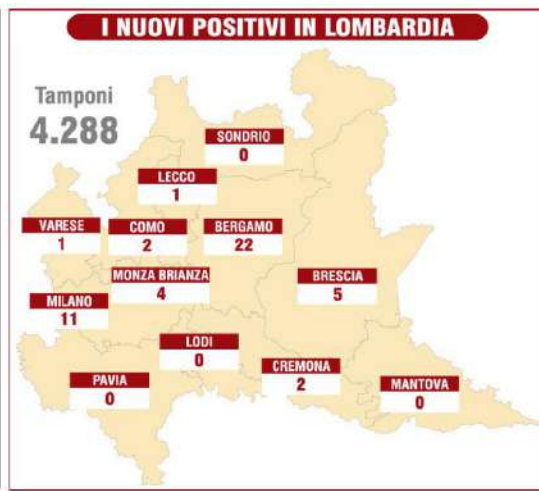 I NUOVI POSITIVI IN LOMBARDIA
Tamponi
4.288
SONDRIO
0
LECCO
1
VARESE
1
COMO
2
BERGAMO
22
MONZA BRIANZA
4
BRESCIA
5
MILANO
11
LODI
0
CREMONA
2
PAVIA
0
MANTOVA
0